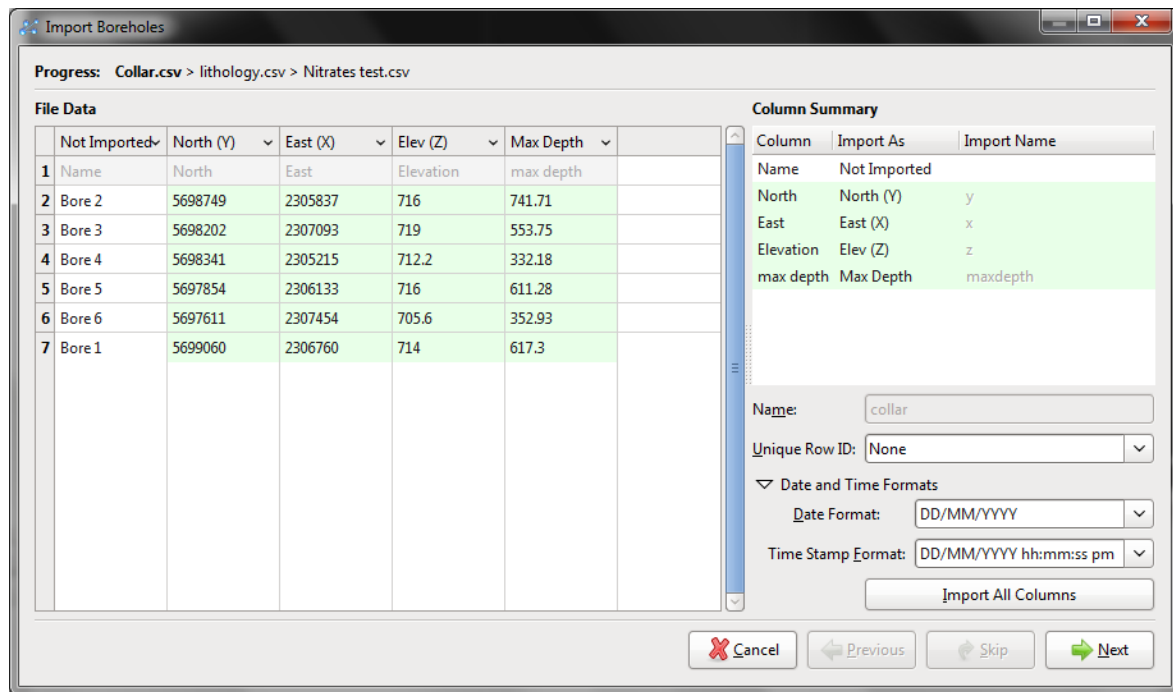 Import Boreholes
Progress: Collar.csv > lithology.csv > Nitrates test.csv
File Data
Not Imported North (Y) East (X) Elev (Z) Max Depth
1 Name North East Elevation max depth
2 Bore 2 5698749 2305837 716 741.71
3 Bore 3 5698202 2307093 719 553.75
4 Bore 4 5698341 2305215 712.2 332.18
5 Bore 5 5697854 2306133 716 611.28
6 Bore 6 5697611 2307454 705.6 352.93
7 Bore 1 5699060 2306760 714 617.3
Column Summary
Column Import As Import Name
Name Not Imported
North North (Y) y
East East (X) x
Elevation Elev (Z) z
max depth Max Depth maxdepth
Name: collar
Unique Row ID: None
Date and Time Formats
Date Format: DD/MM/YYYY
Time Stamp Format: DD/MM/YYYY hh:mm:ss pm
Import All Columns
Cancel Previous Skip Next